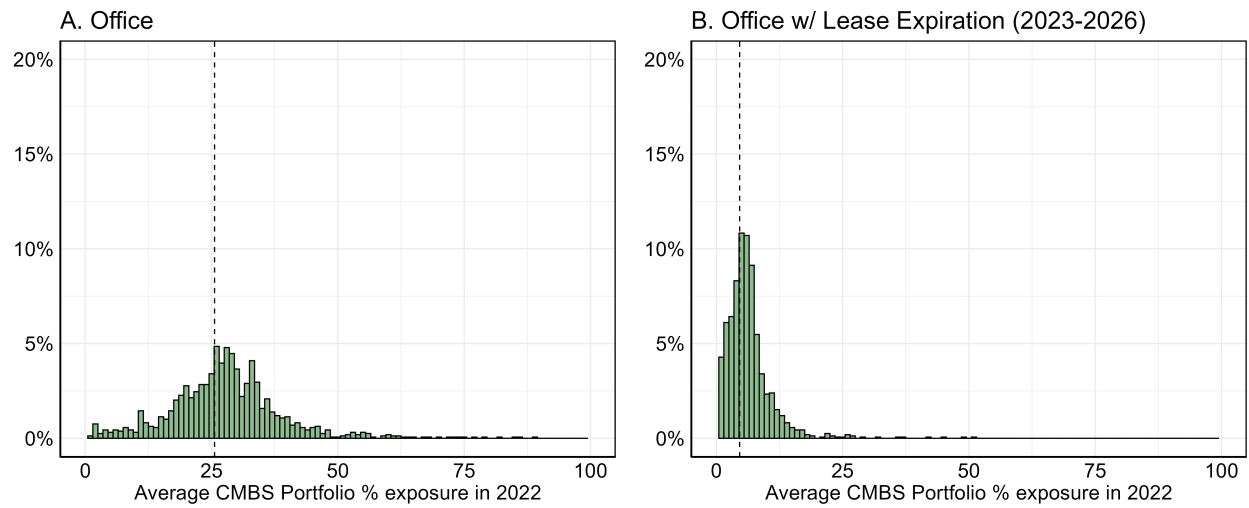 A. Office
20%
15%
10%
5%
0%
0 25 50 75 100
Average CMBS Portfolio % exposure in 2022
B. Office w/ Lease Expiration (2023-2026)
20%
15%
10%
5%
0%
0 25 50 75 100
Average CMBS Portfolio % exposure in 2022